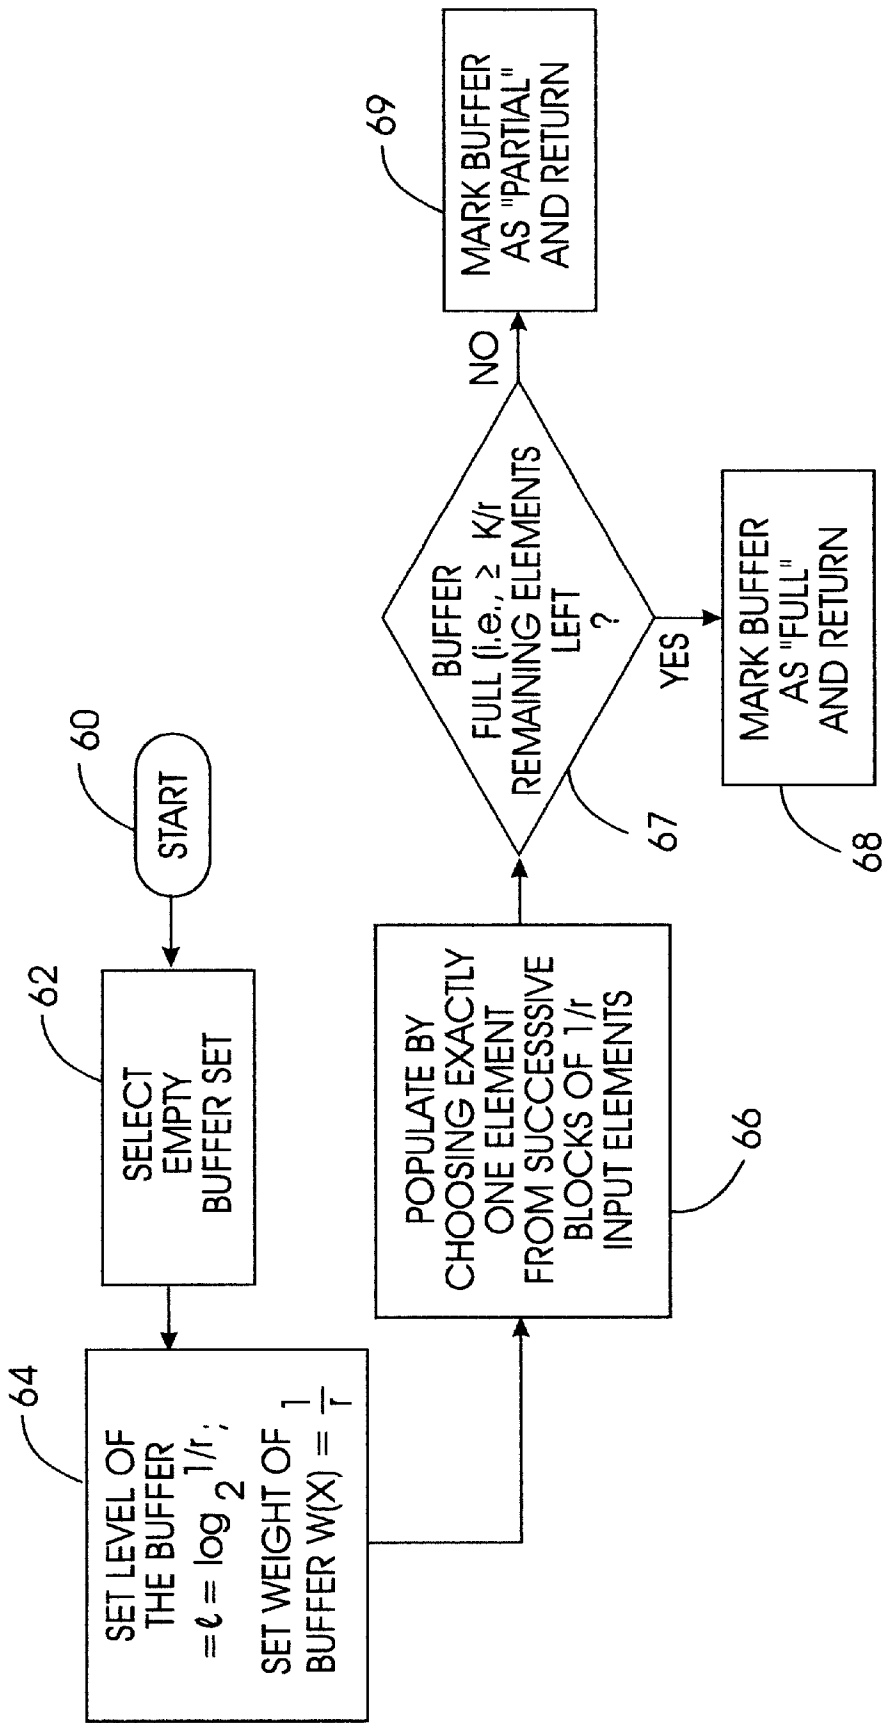 60
START
62
SELECT
EMPTY
BUFFER SET
64
SET LEVEL OF
THE BUFFER
= ℓ = log 2 1/r ;
SET WEIGHT OF
BUFFER W(X) = 1/r
POPULATE BY
CHOOSING EXACTLY
ONE ELEMENT
FROM SUCCESSSIVE
BLOCKS OF 1/r
INPUT ELEMENTS
66
BUFFER
FULL (i.e., ≥ K/r
REMAINING ELEMENTS
LEFT
?
67
NO
YES
69
MARK BUFFER
AS "PARTIAL"
AND RETURN
MARK BUFFER
AS "FULL"
AND RETURN
68